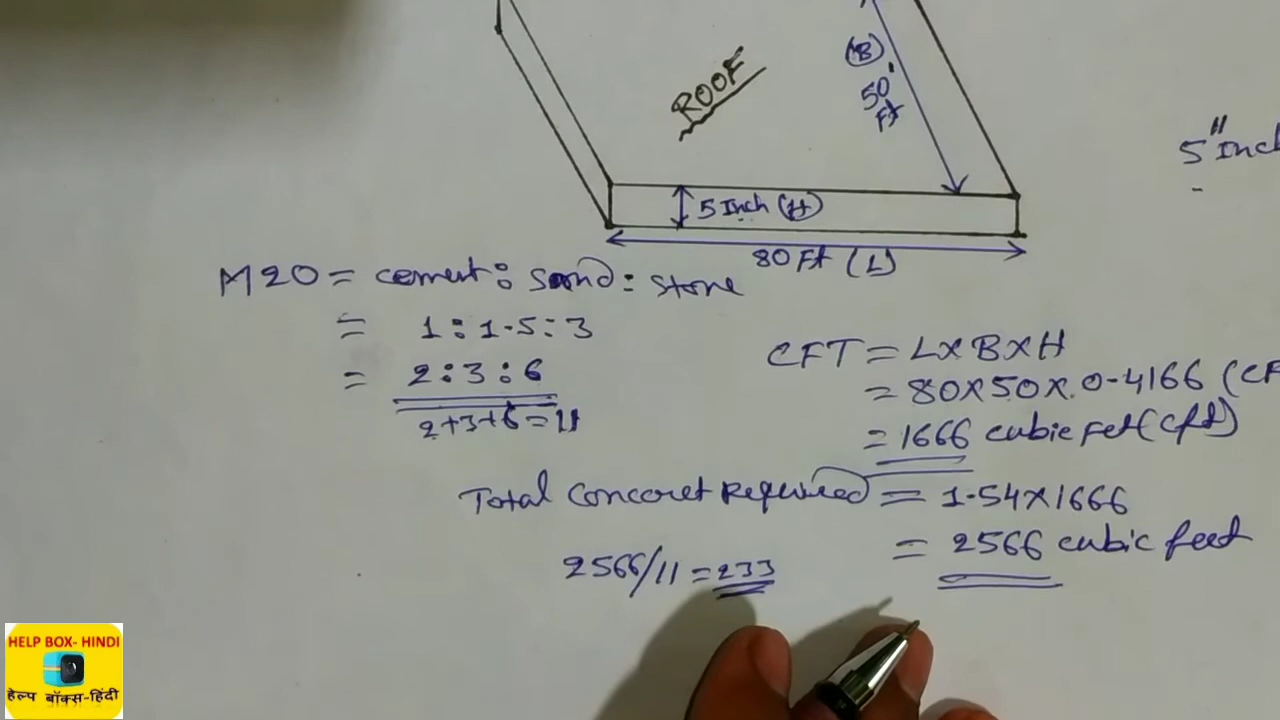 ROOF
(B)
50'
Ft
5" Inch
5 Inch (H)
80 Ft (L)
M20 = cement : Sand : Stone
= 1 : 1.5 : 3
= 2 : 3 : 6
2+3+6=11
CFT = L×B×H
= 80×50×0.4166 (CF
= 1666 cubic Feet (cft)
Total Concoret Required = 1.54×1666
= 2566 cubic feet
2566/11 = 233
HELP BOX- HINDI
हेल्प बॉक्स-हिंदी